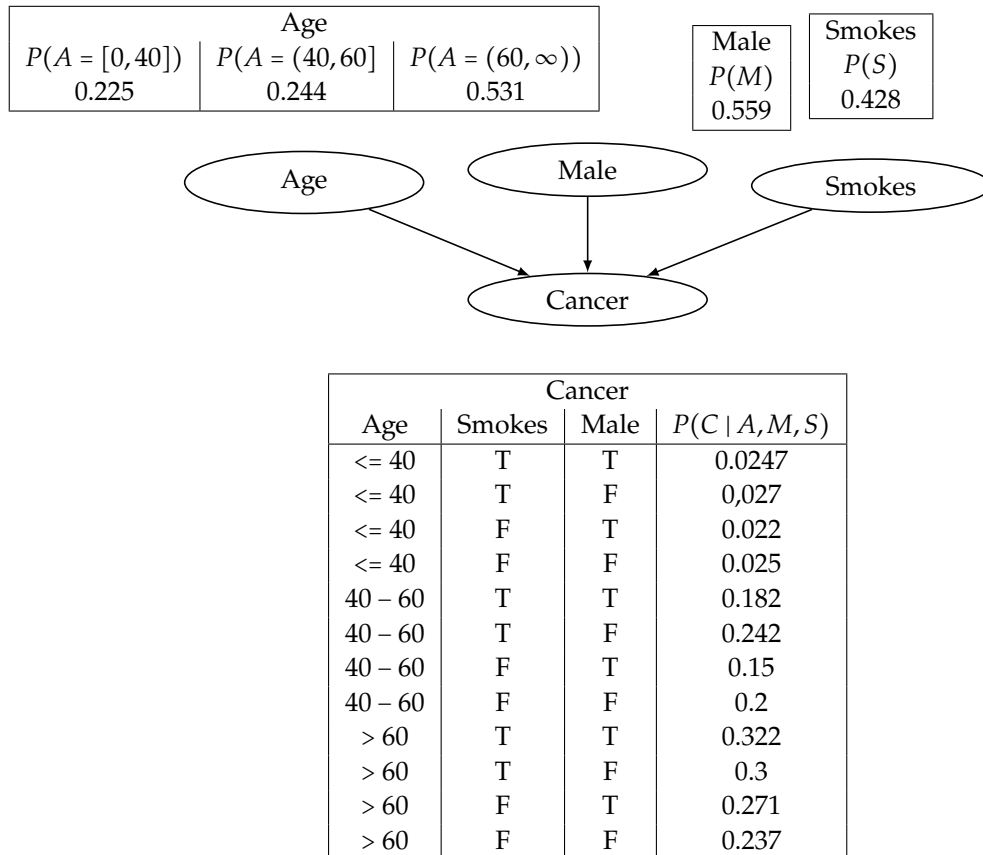 Age
P(A = [0, 40]) P(A = (40, 60] P(A = (60, ∞))
0.225 0.244 0.531
Male
P(M)
0.559
Smokes
P(S)
0.428
Age
Male
Smokes
Cancer
Cancer
Age Smokes Male P(C | A, M, S)
<= 40 T T 0.0247
<= 40 T F 0,027
<= 40 F T 0.022
<= 40 F F 0.025
40 – 60 T T 0.182
40 – 60 T F 0.242
40 – 60 F T 0.15
40 – 60 F F 0.2
> 60 T T 0.322
> 60 T F 0.3
> 60 F T 0.271
> 60 F F 0.237